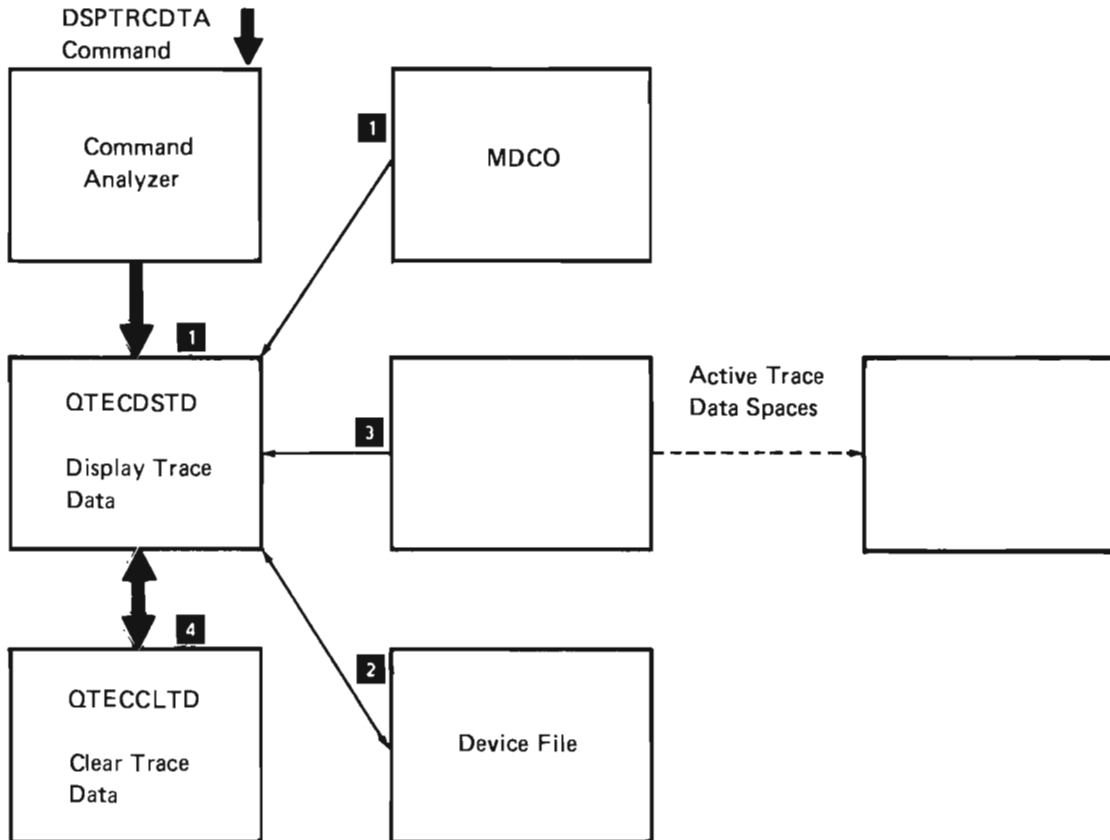 DSPTRCDTA
Command
Command
Analyzer
1
MDCO
1
QTECDSTD
Display Trace
Data
3
Active Trace
Data Spaces
4
QTECCLTD
Clear Trace
Data
2
Device File